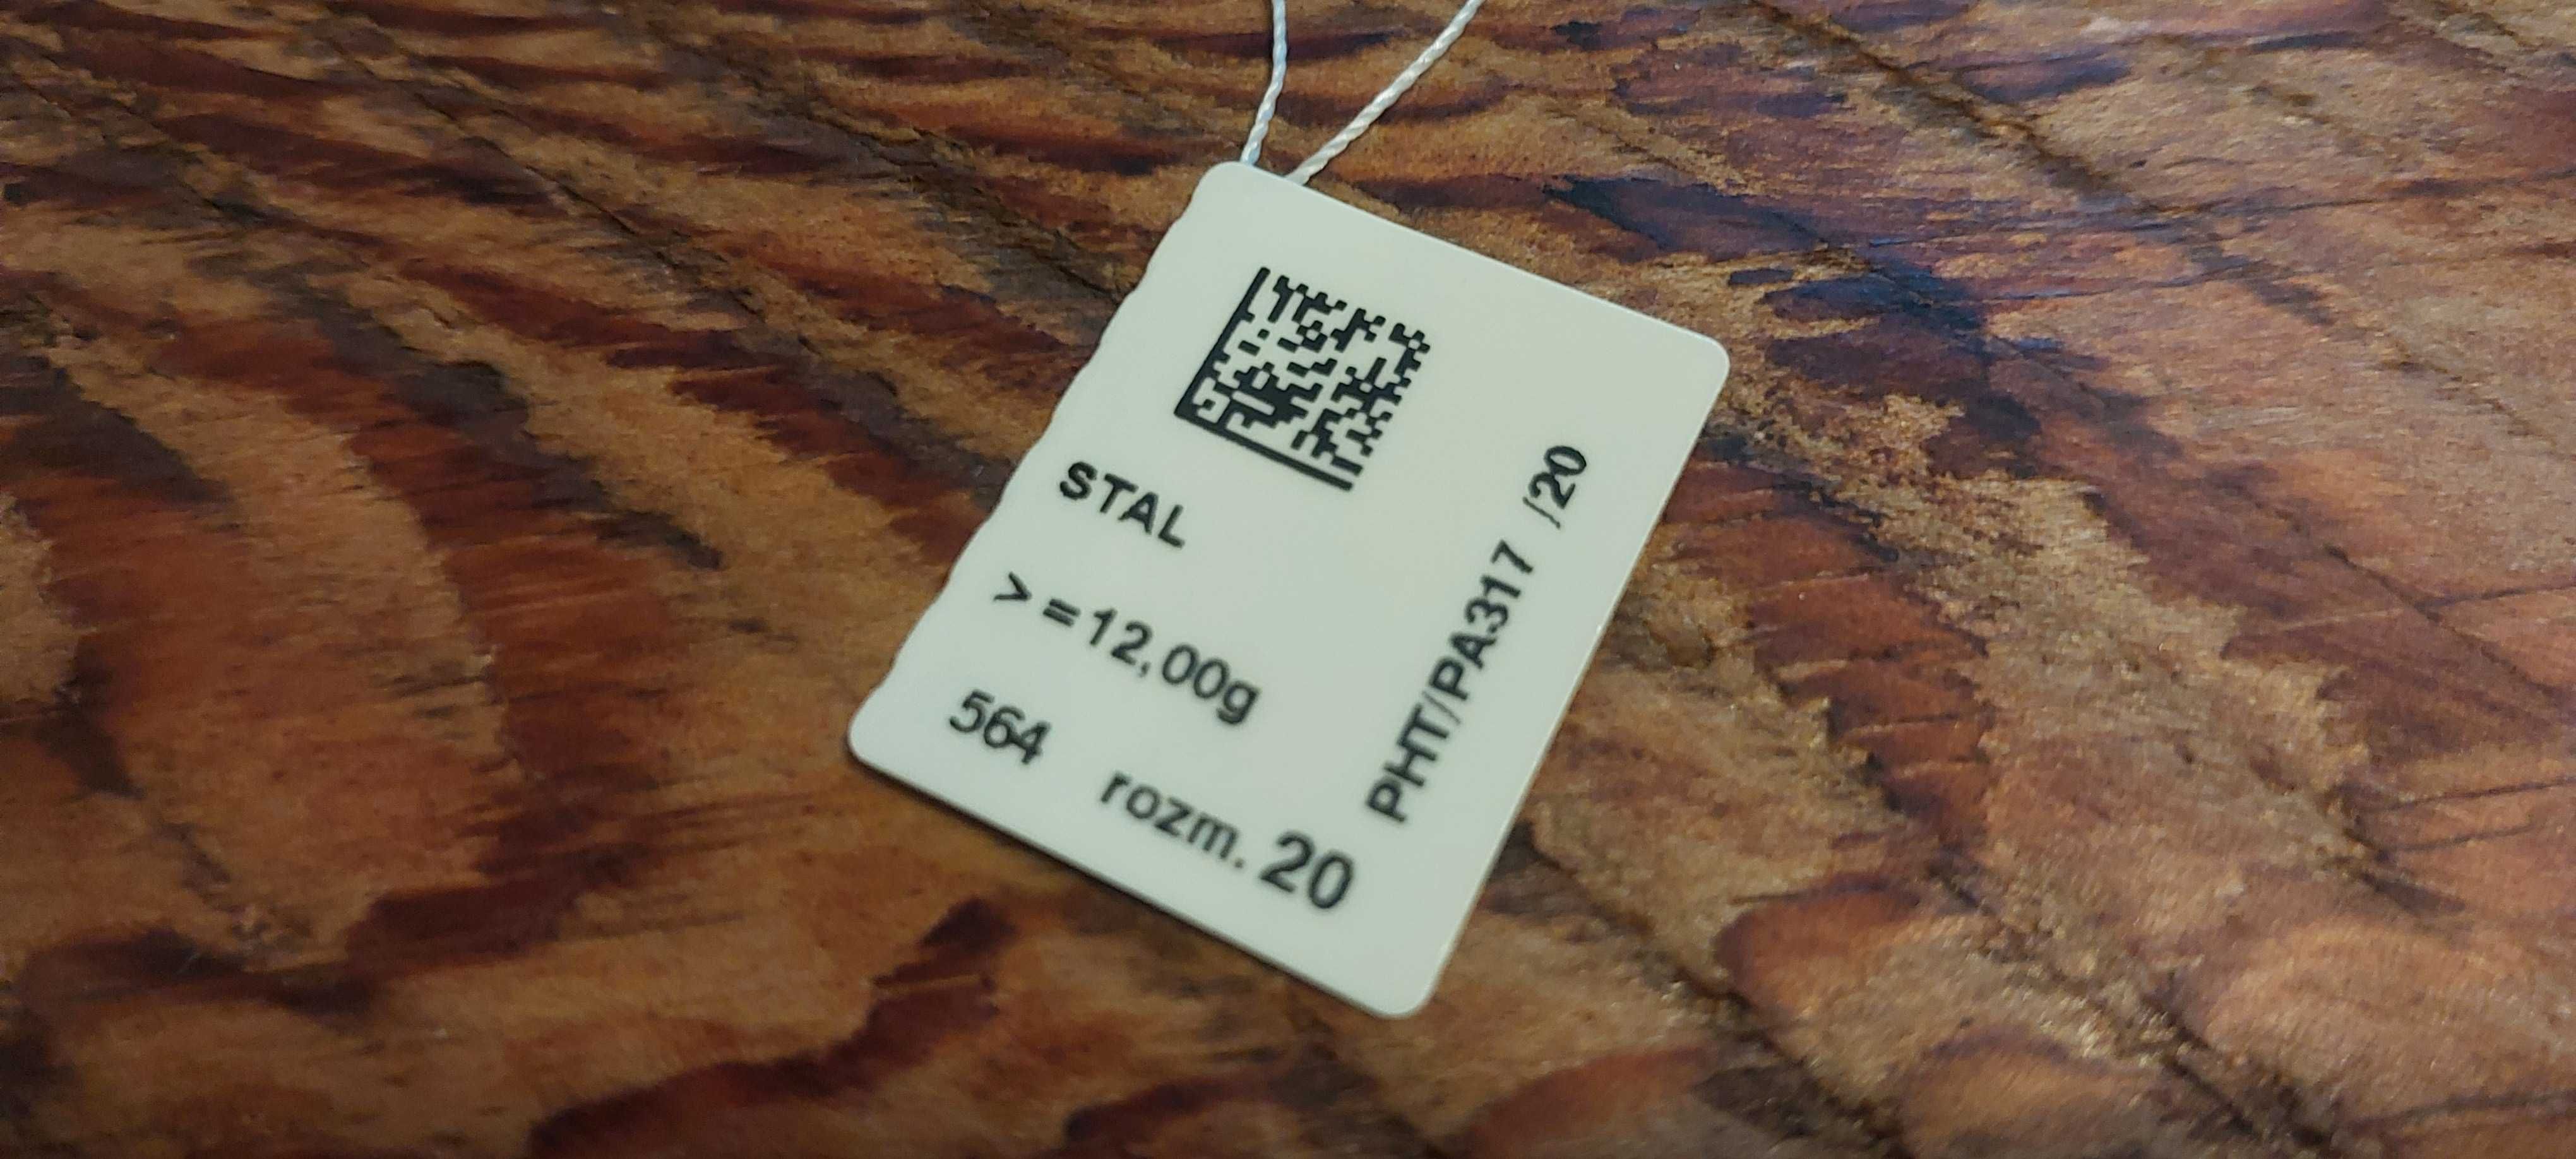 STAL
>=12,00g
564 rozm. 20
PHT/PA317 /20